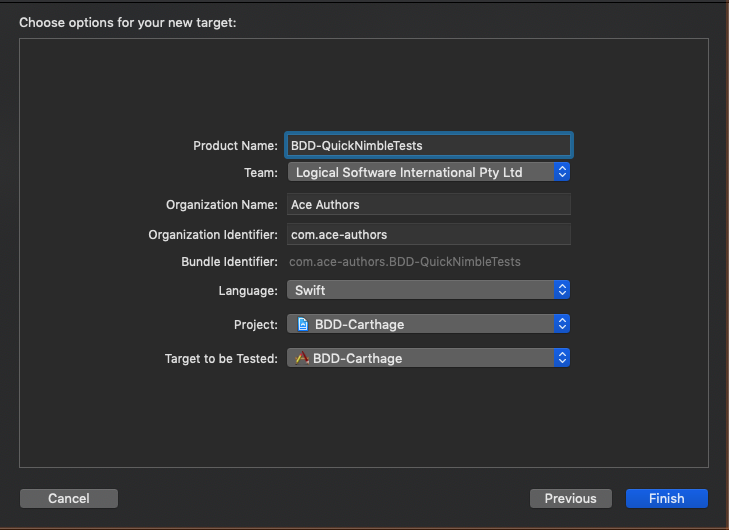 Choose options for your new target:
Product Name: BDD-QuickNimbleTests
Team: Logical Software International Pty Ltd
Organization Name: Ace Authors
Organization Identifier: com.ace-authors
Bundle Identifier: com.ace-authors.BDD-QuickNimbleTests
Language: Swift
Project: BDD-Carthage
Target to be Tested: BDD-Carthage
Cancel Previous Finish